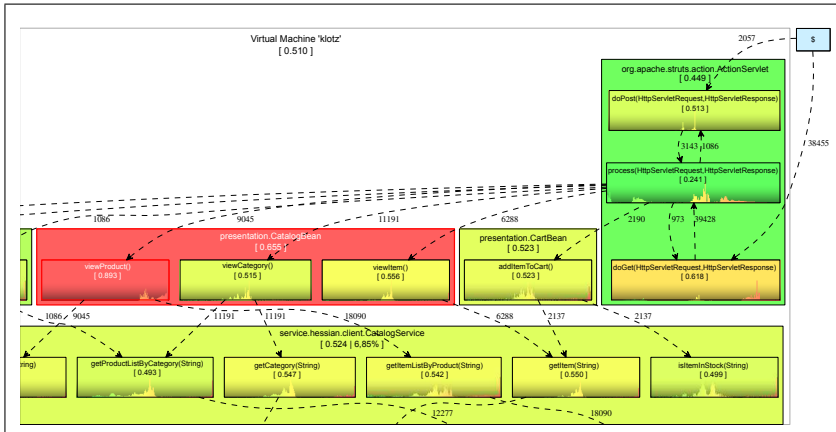 Virtual Machine 'klotz'
[ 0.510 ]
$
2057
org.apache.struts.action.ActionServlet
[ 0.449 ]
doPost(HttpServletRequest,HttpServletResponse)
[ 0.513 ]
3143
1086
38455
process(HttpServletRequest,HttpServletResponse)
[ 0.241 ]
1086
9045
11191
6288
2190
973
39428
presentation.CatalogBean
[ 0.655 ]
presentation.CartBean
[ 0.523 ]
viewProduct()
[ 0.893 ]
viewCategory()
[ 0.515 ]
viewItem()
[ 0.556 ]
addItemToCart()
[ 0.523 ]
doGet(HttpServletRequest,HttpServletResponse)
[ 0.618 ]
1086
9045
11191
11191
18090
6288
2137
2137
service.hessian.client.CatalogService
[ 0.524 | 6,85% ]
ring)
getProductListByCategory(String)
[ 0.493 ]
getCategory(String)
[ 0.547 ]
getItemListByProduct(String)
[ 0.542 ]
getItem(String)
[ 0.550 ]
isItemInStock(String)
[ 0.499 ]
12277
18090